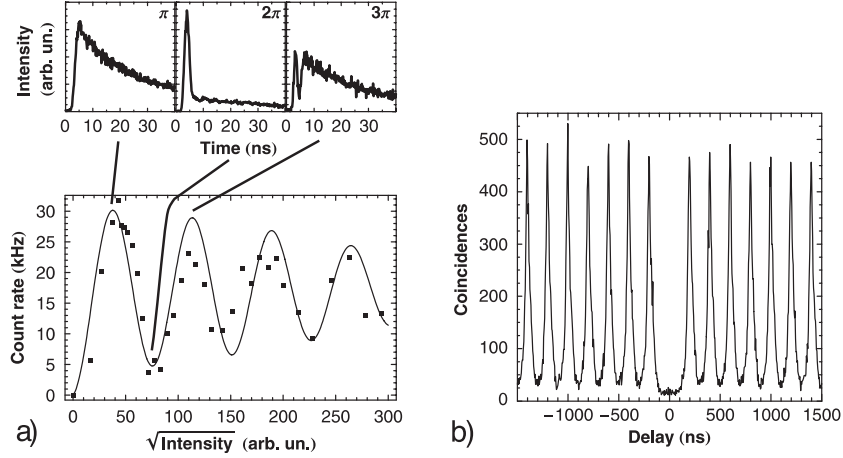 π 2π 3π
Intensity
(arb. un.)
0 10 20 30 0 10 20 30 0 10 20 30
Time (ns)
30
25
20
15
10
5
0
Count rate (kHz)
0 50 100 150 200 250 300
√Intensity (arb. un.)
a)
500
400
300
200
100
0
Coincidences
−1000 −500 0 500 1000 1500
Delay (ns)
b)